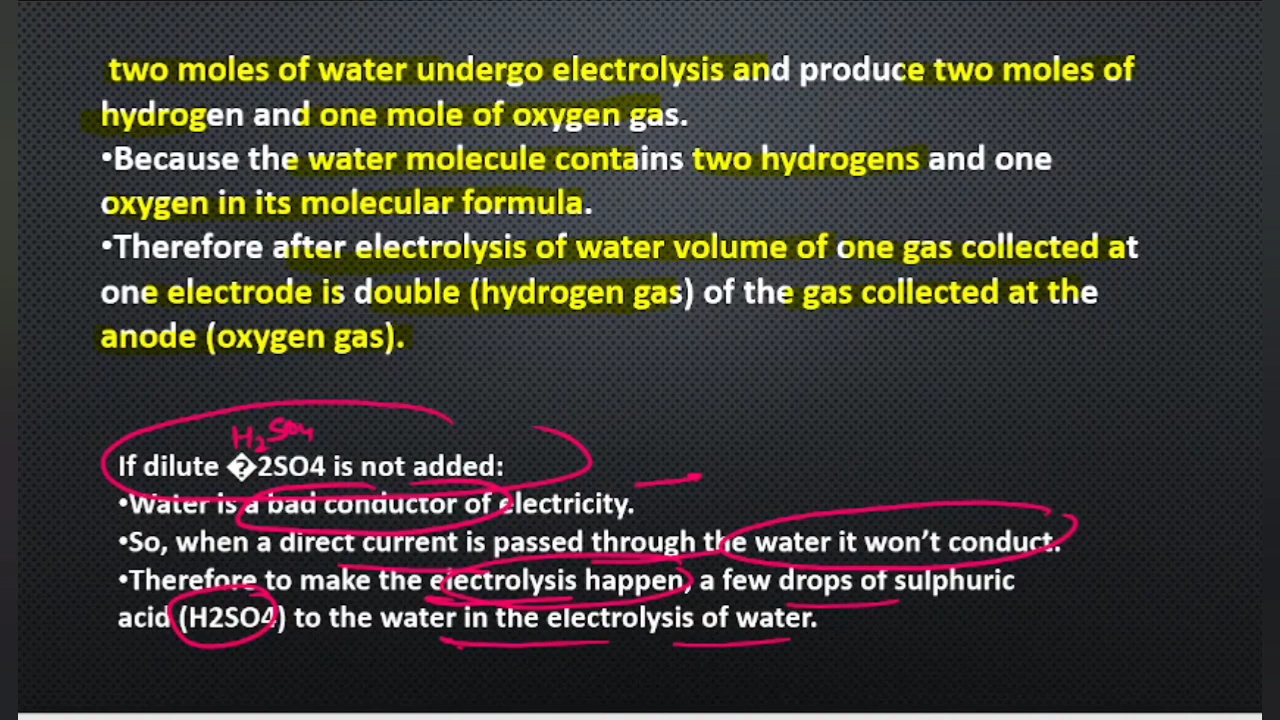 two moles of water undergo electrolysis and produce two moles of
hydrogen and one mole of oxygen gas.
•Because the water molecule contains two hydrogens and one
oxygen in its molecular formula.
•Therefore after electrolysis of water volume of one gas collected at
one electrode is double (hydrogen gas) of the gas collected at the
anode (oxygen gas).
H2SO4
If dilute �2SO4 is not added:
•Water is a bad conductor of electricity.
•So, when a direct current is passed through the water it won’t conduct.
•Therefore to make the electrolysis happen, a few drops of sulphuric
acid (H2SO4) to the water in the electrolysis of water.